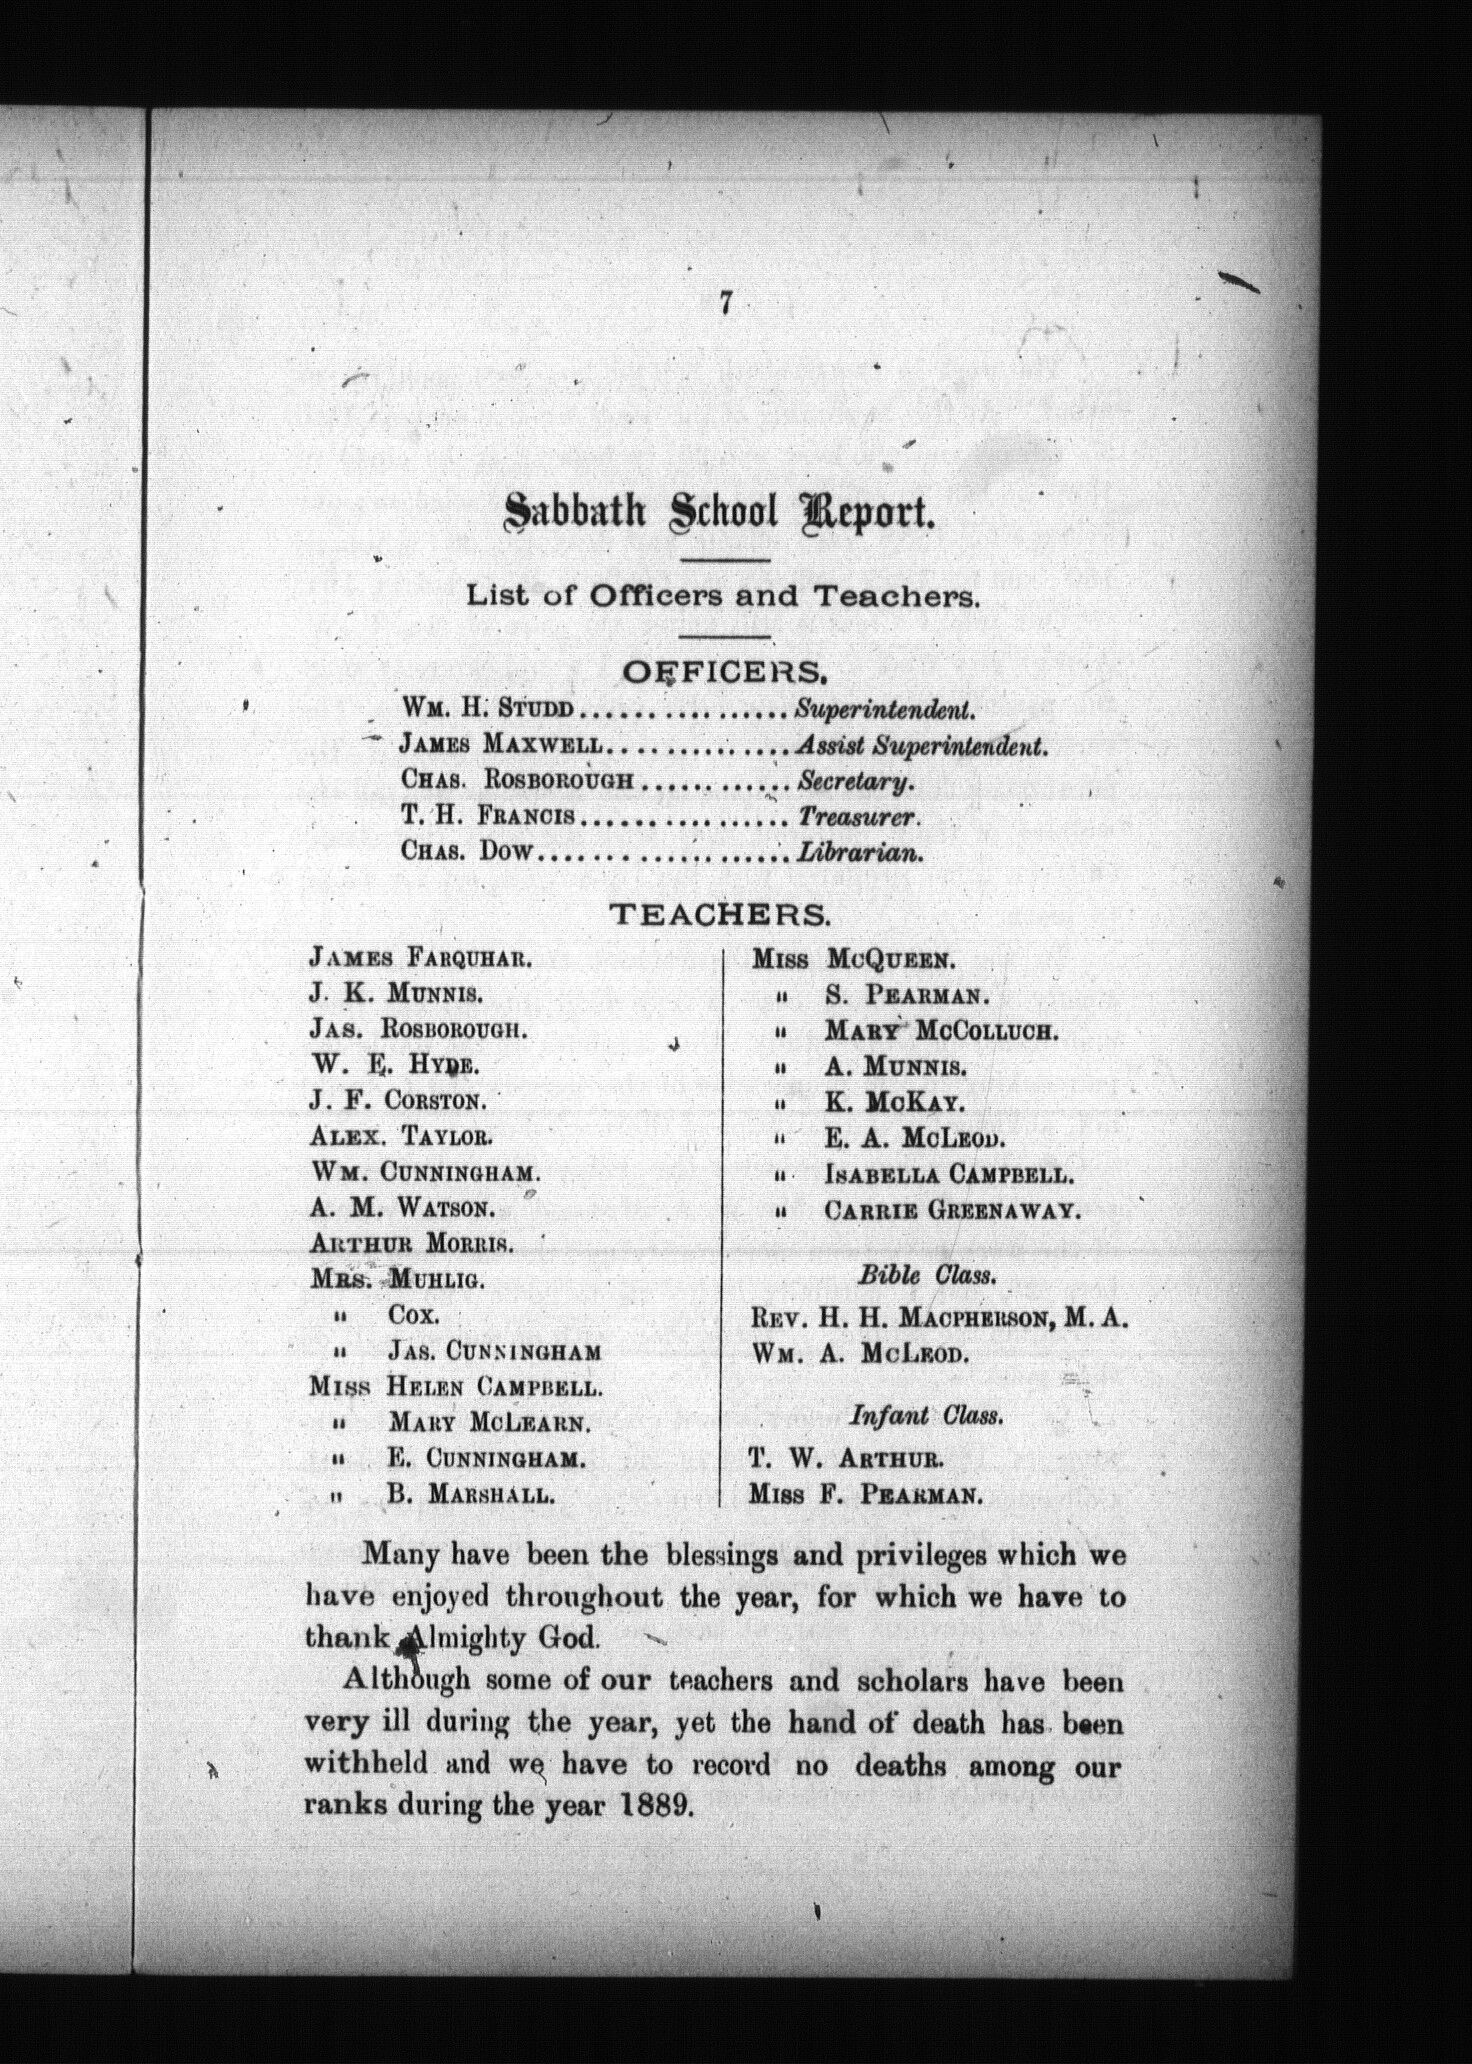 7
Sabbath School Report.
List of Officers and Teachers.
OFFICERS.
WM. H. STUDD................Superintendent.
JAMES MAXWELL..............Assist Superintendent.
CHAS. ROSBOROUGH............Secretary.
T. H. FRANCIS................Treasurer.
CHAS. DOW...................Librarian.
TEACHERS.
JAMES FARQUHAR.
J. K. MUNNIS.
JAS. ROSBOROUGH.
W. E. HYDE.
J. F. CORSTON.
ALEX. TAYLOR.
WM. CUNNINGHAM.
A. M. WATSON.
ARTHUR MORRIS.
MRS. MUHLIG.
" COX.
" JAS. CUNNINGHAM
MISS HELEN CAMPBELL.
" MARY MCLEARN.
" E. CUNNINGHAM.
" B. MARSHALL.
MISS MCQUEEN.
" S. PEARMAN.
" MARY MCCOLLUCH.
" A. MUNNIS.
" K. MCKAY.
" E. A. MCLEOD.
" ISABELLA CAMPBELL.
" CARRIE GREENAWAY.
Bible Class.
REV. H. H. MACPHERSON, M. A.
WM. A. MCLEOD.
Infant Class.
T. W. ARTHUR.
MISS F. PEARMAN.
Many have been the blessings and privileges which we
have enjoyed throughout the year, for which we have to
thank Almighty God.
Although some of our teachers and scholars have been
very ill during the year, yet the hand of death has been
withheld and we have to record no deaths among our
ranks during the year 1889.